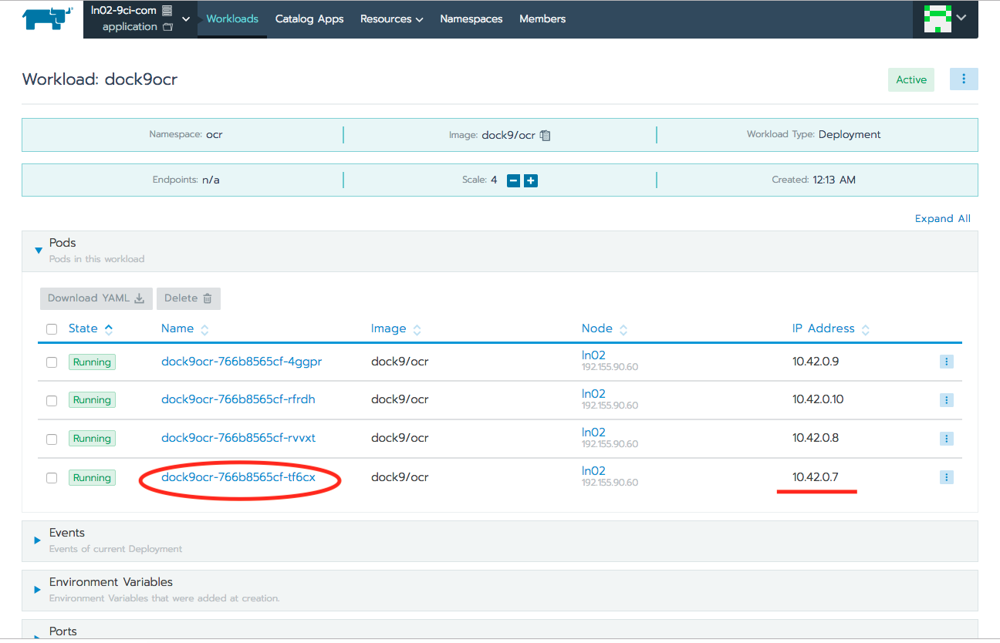 ln02-9ci-com
application
Workloads Catalog Apps Resources Namespaces Members
Workload: dock9ocr
Active
Namespace: ocr Image: dock9/ocr Workload Type: Deployment
Endpoints: n/a Scale: 4 Created: 12:13 AM
Expand All
Pods
Pods in this workload
Download YAML Delete
State Name Image Node IP Address
Running dock9ocr-766b8565cf-4ggpr dock9/ocr ln02 10.42.0.9
192.155.90.60
Running dock9ocr-766b8565cf-rfrdh dock9/ocr ln02 10.42.0.10
192.155.90.60
Running dock9ocr-766b8565cf-rvvxt dock9/ocr ln02 10.42.0.8
192.155.90.60
Running dock9ocr-766b8565cf-tf6cx dock9/ocr ln02 10.42.0.7
192.155.90.60
Events
Events of current Deployment
Environment Variables
Environment Variables that were added at creation.
Ports